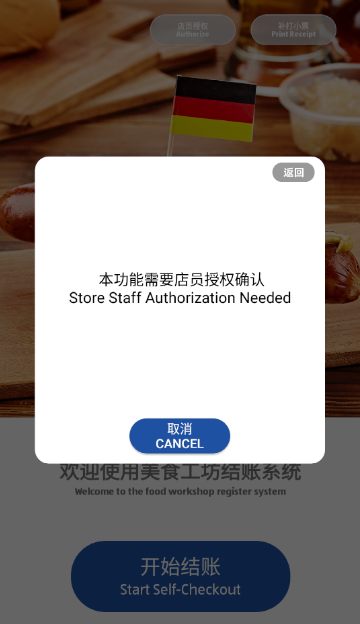 店员授权
Authorize
补打小票
Print Receipt
返回
本功能需要店员授权确认
Store Staff Authorization Needed
取消
CANCEL
欢迎使用美食工坊结账系统
Welcome to the food workshop register system
开始结账
Start Self-Checkout